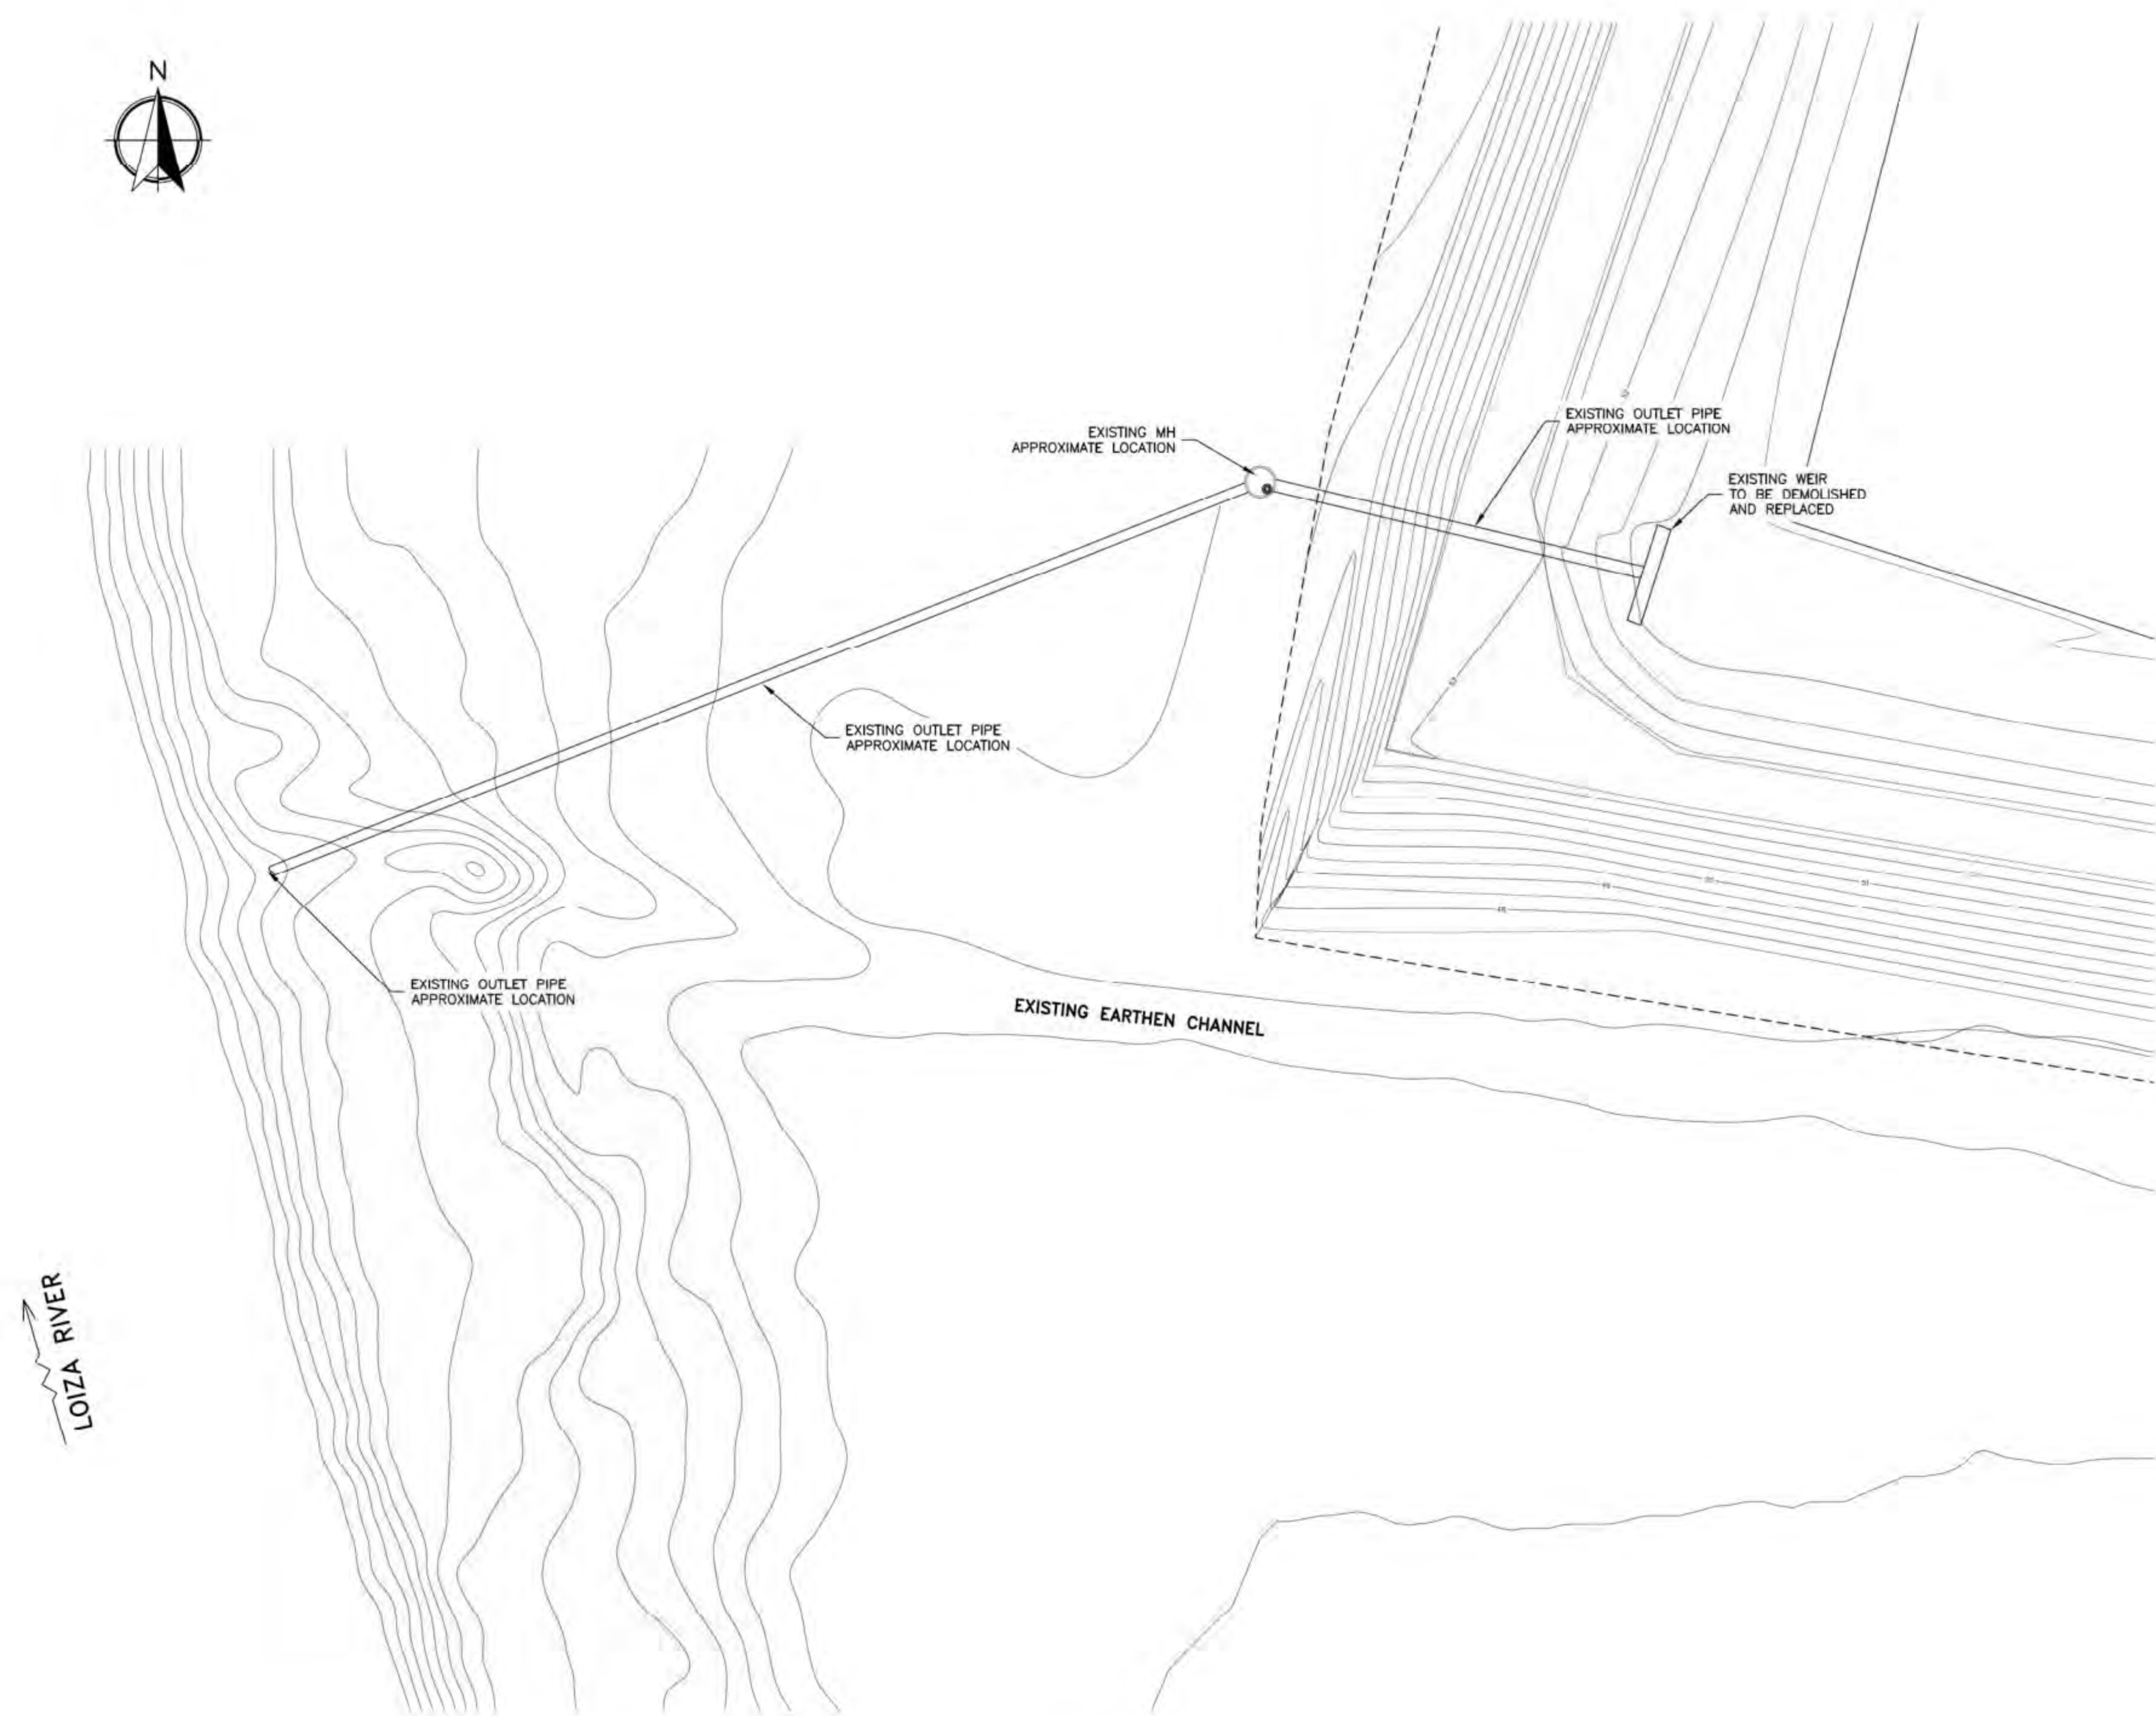 N
EXISTING MH
APPROXIMATE LOCATION
EXISTING OUTLET PIPE
APPROXIMATE LOCATION
EXISTING WEIR
TO BE DEMOLISHED
AND REPLACED
EXISTING OUTLET PIPE
APPROXIMATE LOCATION
EXISTING OUTLET PIPE
APPROXIMATE LOCATION
EXISTING EARTHEN CHANNEL
LOIZA RIVER